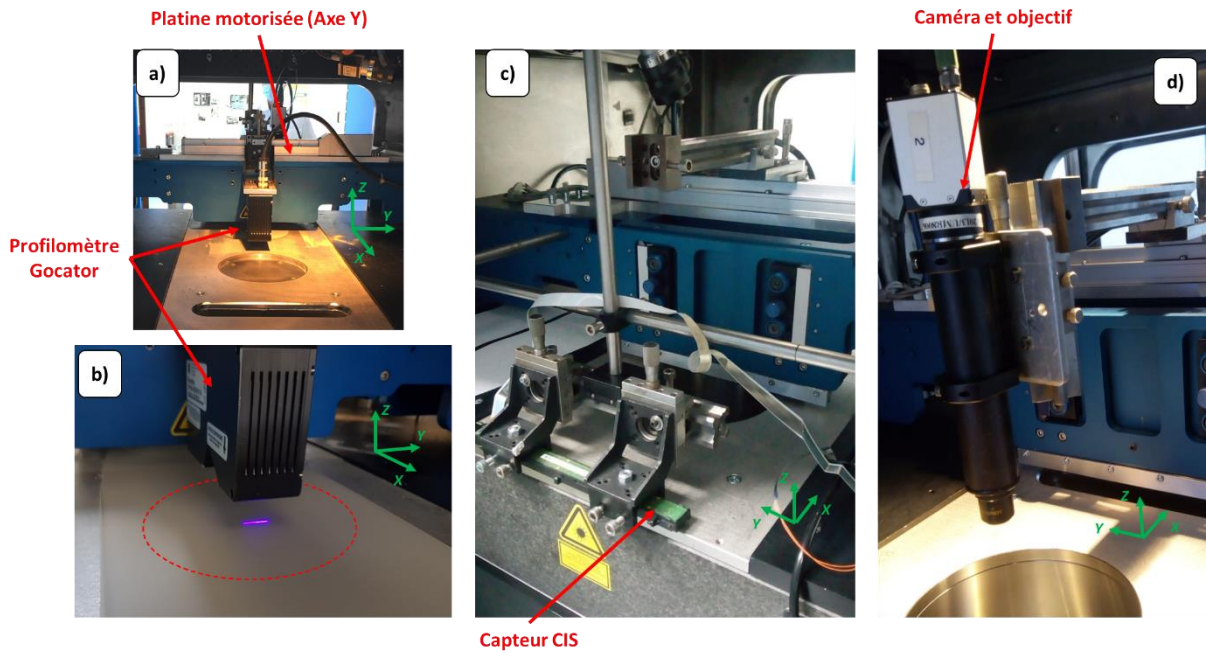 Platine motorisée (Axe Y)
Caméra et objectif
a)
c)
d)
2
Z
Y
X
Profilomètre
Gocator
b)
Z
Y
X
Z
Y
X
Z
Y
X
Capteur CIS